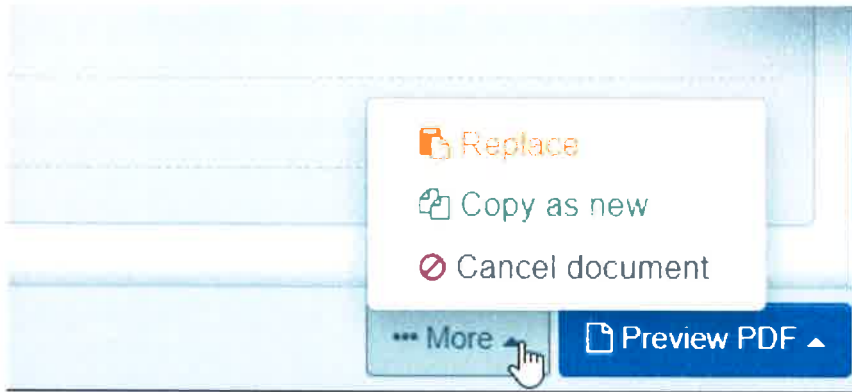 Replace
Copy as new
Cancel document
••• More
Preview PDF